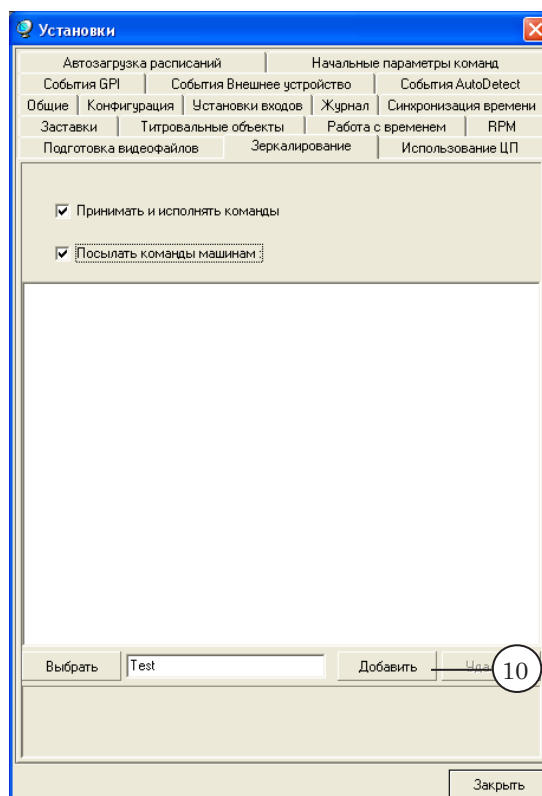 Установки
Автозагрузка расписаний Начальные параметры команд
События GPI События Внешнее устройство События AutoDetect
Общие Конфигурация Установки входов Журнал Синхронизация времени
Заставки Титровальные объекты Работа с временем RPM
Подготовка видеофайлов Зеркалирование Использование ЦП
Принимать и исполнять команды
Посылать команды машинам :
Выбрать Test Добавить 10
Закрыть